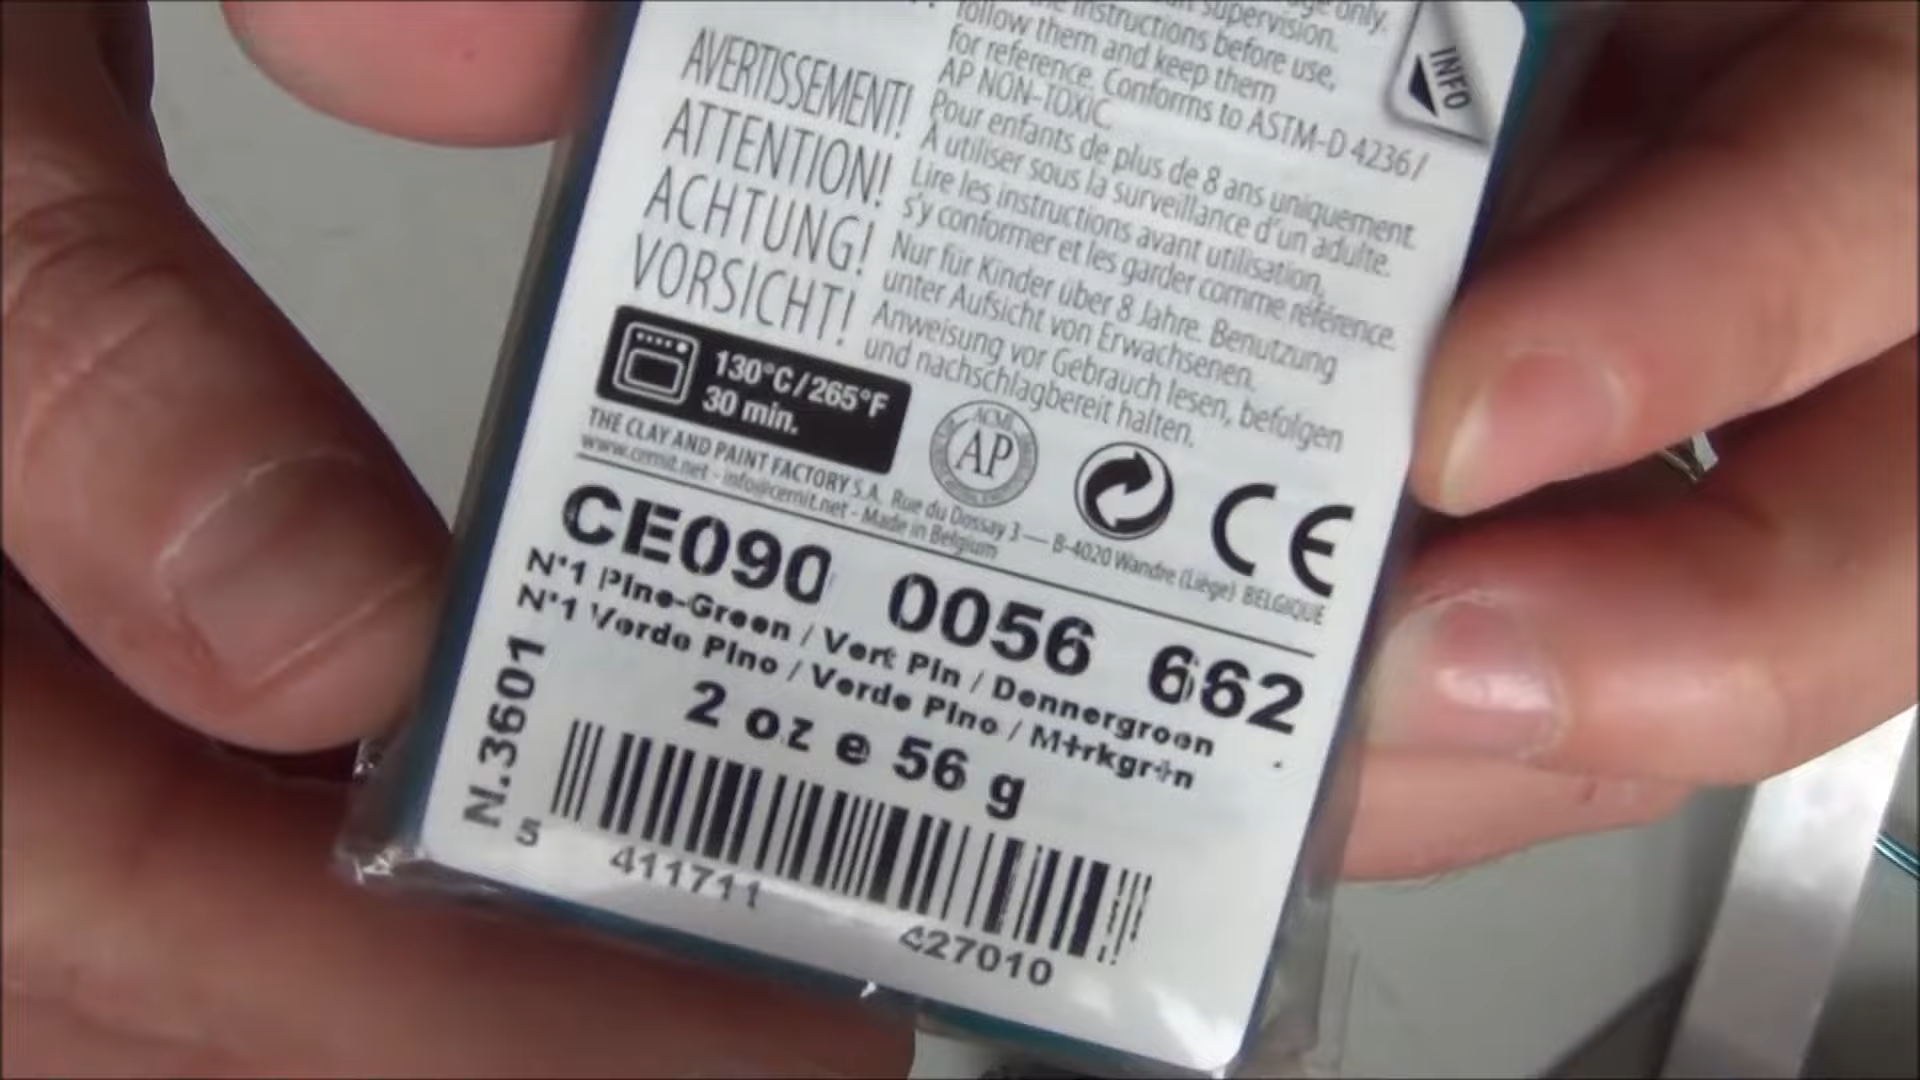 age only.
supervision.
the instructions before use,
follow them and keep them
for reference. Conforms to ASTM-D 4236 /
AP NON-TOXIC.
Pour enfants de plus de 8 ans uniquement.
À utiliser sous la surveillance d'un adulte.
Lire les instructions avant utilisation,
s'y conformer et les garder comme référence.
Nur für Kinder über 8 Jahre. Benutzung
unter Aufsicht von Erwachsenen.
Anweisung vor Gebrauch lesen, befolgen
und nachschlagbereit halten.
INFO
AVERTISSEMENT!
ATTENTION!
ACHTUNG!
VORSICHT!
130°C/265°F
30 min.
ACMI
AP
CE
THE CLAY AND PAINT FACTORY S.A. Rue du Dossay 3 — B-4020 Wandre (Liège) BELGIQUE
www.cernit.net - info@cernit.net - Made in Belgium
CE090 0056 662
N°1 Pine-Green / Vert Pin / Dennergroen
N°1 Verde Pino / Verde Pino / M+rkgr+n
2 oz e 56 g
N.3601
5 411711 427010